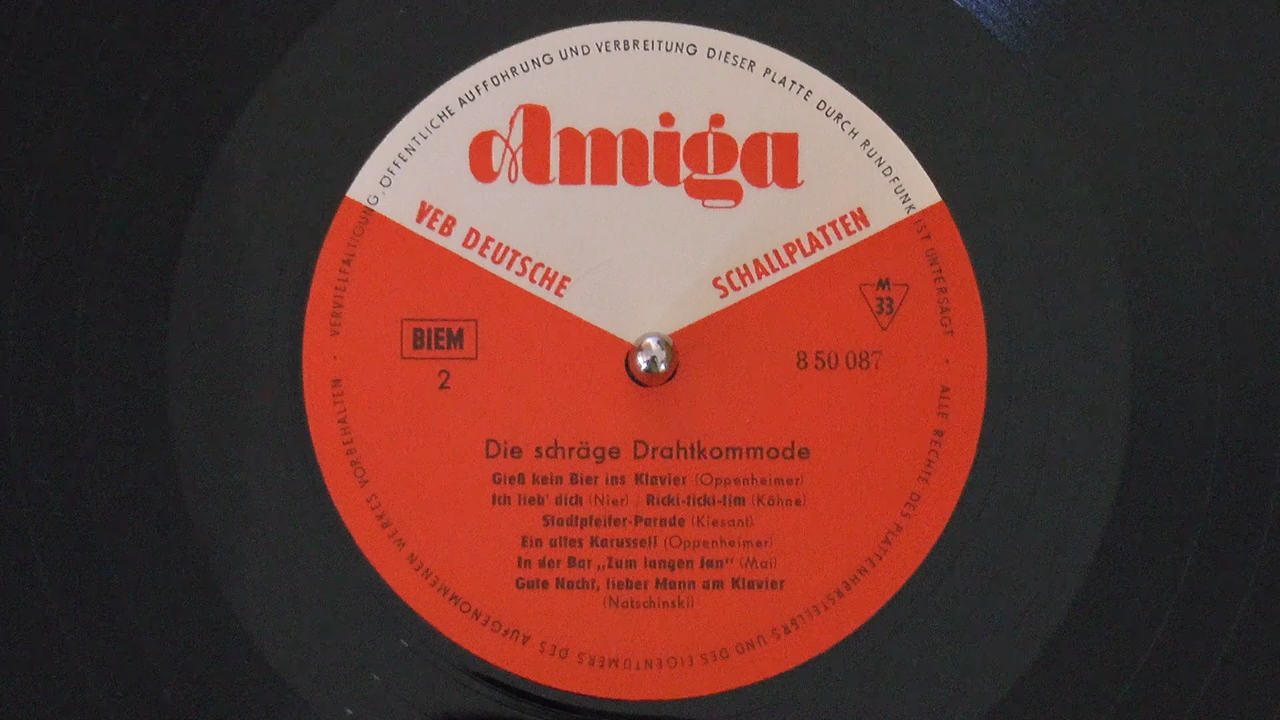 VERVIELFÄLTIGUNG, ÖFFENTLICHE AUFFÜHRUNG UND VERBREITUNG DIESER PLATTE DURCH RUNDFUNK IST UNTERSAGT • ALLE RECHTE DES PLATTENHERSTELLERS UND DES EIGENTÜMERS DES AUFGENOMMENEN WERKES VORBEHALTEN •
Amiga
VEB DEUTSCHE SCHALLPLATTEN
M
33
BIEM
8 50 087
2
Die schräge Drahtkommode
Gieß kein Bier ins Klavier (Oppenheimer)
Ich lieb' dich (Nier) / Ricki-ticki-tim (Köhne)
Stadtpfeifer-Parade (Kiesant)
Ein altes Karussell (Oppenheimer)
In der Bar „Zum langen Jan" (Mai)
Gute Nacht, lieber Mann am Klavier
(Natschinski)